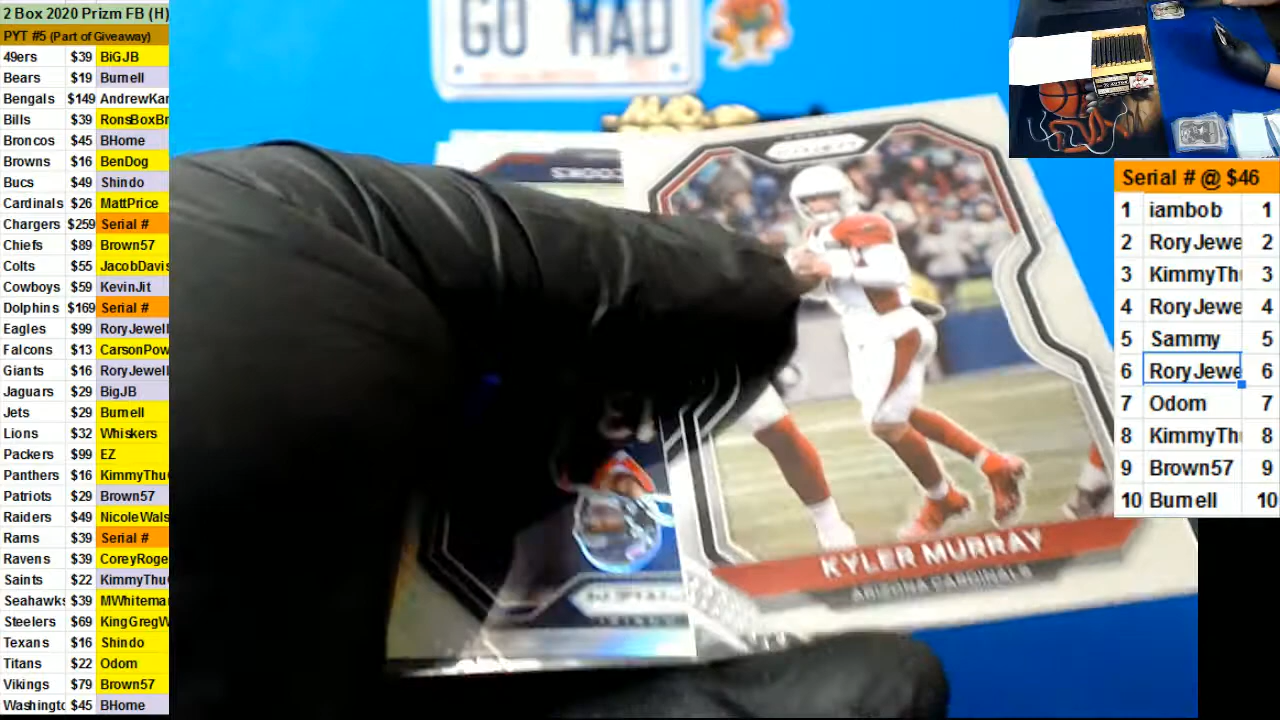 2 Box 2020 Prizm FB (H)
PYT #5 (Part of Giveaway)
49ers $39 BiGJB
Bears $19 Burnell
Bengals $149 AndrewKar
Bills $39 RonsBoxBr
Broncos $45 BHome
Browns $16 BenDog
Bucs $49 Shindo
Cardinals $26 MattPrice
Chargers $259 Serial #
Chiefs $89 Brown57
Colts $55 JacobDavis
Cowboys $59 KevinJit
Dolphins $169 Serial #
Eagles $99 RoryJewell
Falcons $13 CarsonPow
Giants $16 RoryJewell
Jaguars $29 BigJB
Jets $29 Burnell
Lions $32 Whiskers
Packers $99 EZ
Panthers $16 KimmyThu
Patriots $29 Brown57
Raiders $49 NicoleWals
Rams $39 Serial #
Ravens $39 CoreyRoge
Saints $22 KimmyThu
Seahawks $39 MWhitema
Steelers $69 KingGregW
Texans $16 Shindo
Titans $22 Odom
Vikings $79 Brown57
Washingto $45 BHome
GO MAD
KYLER MURRAY
ARIZONA CARDINALS
Serial # @ $46
1 iambob 1
2 RoryJewe 2
3 KimmyTh 3
4 RoryJewe 4
5 Sammy 5
6 RoryJewe 6
7 Odom 7
8 KimmyTh 8
9 Brown57 9
10 Burnell 10